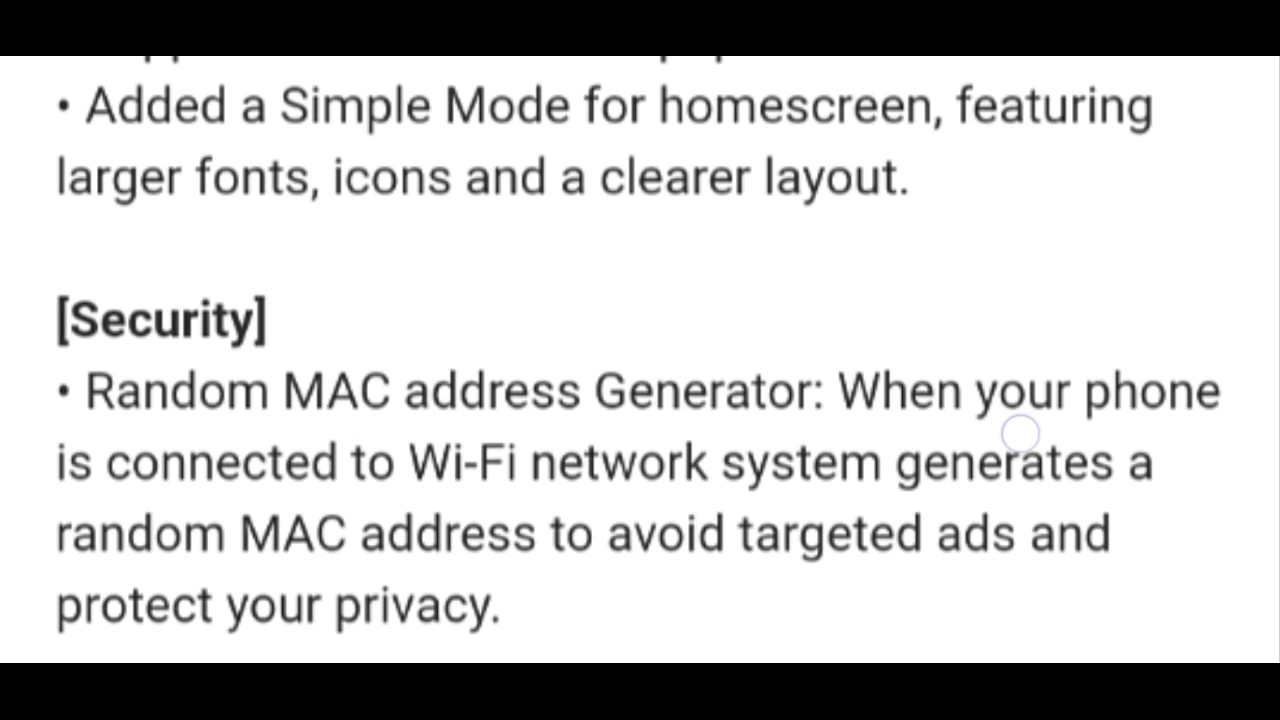 • Added a Simple Mode for homescreen, featuring
larger fonts, icons and a clearer layout.
[Security]
• Random MAC address Generator: When your phone
is connected to Wi-Fi network system generates a
random MAC address to avoid targeted ads and
protect your privacy.